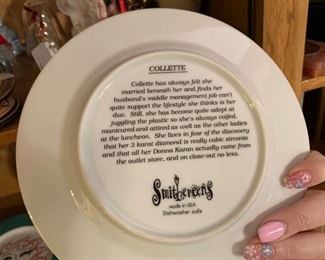 COLLETTE
Collette has always felt she
married beneath her and finds her
husband's middle management job can't
quite support the lifestyle she thinks is her
due. Still, she has become quite adept at
juggling the plastic so she's always coifed,
manicured and attired as well as the other ladies
at the luncheon. She lives in fear of the discovery
that her 3 karat diamond is really cubic zirconia
and that all her Donna Karan actually came from
the outlet store, and on close-out no less.
Smithereens
made in USA
Dishwasher safe